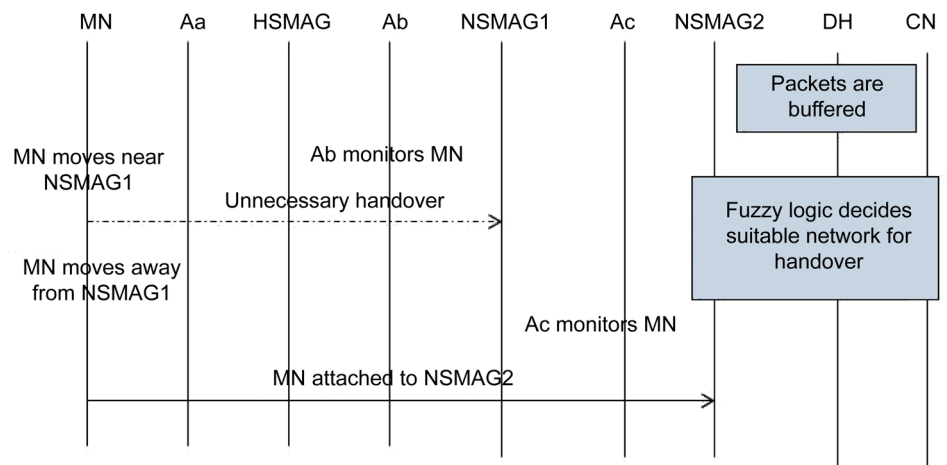 MN Aa HSMAG Ab NSMAG1 Ac NSMAG2 DH CN
Packets are
buffered
MN moves near
NSMAG1
Ab monitors MN
Unnecessary handover
Fuzzy logic decides
suitable network for
handover
MN moves away
from NSMAG1
Ac monitors MN
MN attached to NSMAG2